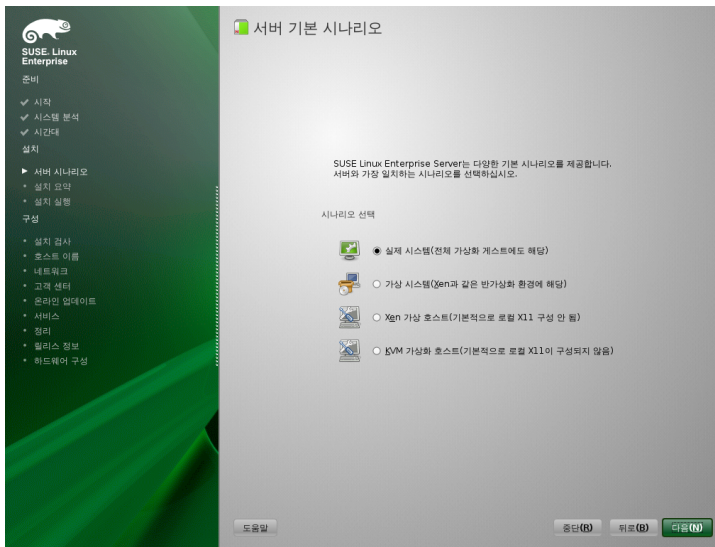 SUSE. Linux
Enterprise
준비
시작
시스템 분석
시간대
설치
서버 시나리오
설치 요약
설치 실행
구성
설치 검사
호스트 이름
네트워크
고객 센터
온라인 업데이트
서비스
정리
릴리스 정보
하드웨어 구성
서버 기본 시나리오
SUSE Linux Enterprise Server는 다양한 기본 시나리오를 제공합니다.
서버와 가장 일치하는 시나리오를 선택하십시오.
시나리오 선택
실제 시스템(전체 가상화 게스트에도 해당)
가상 시스템(Xen과 같은 반가상화 환경에 해당)
Xen 가상 호스트(기본적으로 로컬 X11 구성 안 됨)
KVM 가상화 호스트(기본적으로 로컬 X11이 구성되지 않음)
도움말
중단(R)
뒤로(B)
다음(N)